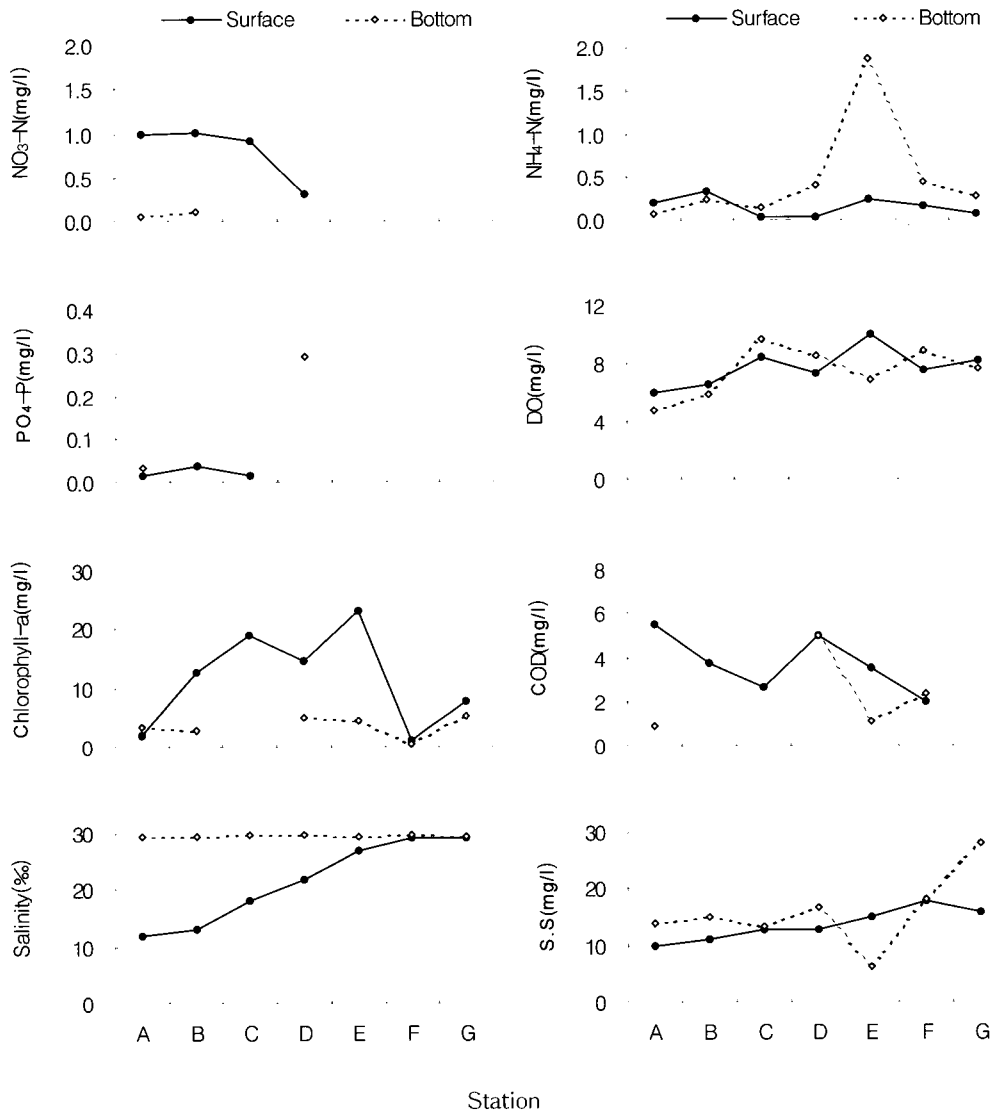 Surface Bottom
Surface Bottom
NO₃-N(mg/l)
2.0
1.5
1.0
0.5
0.0
NH₄-N(mg/l)
2.0
1.5
1.0
0.5
0.0
PO₄-P(mg/l)
0.4
0.3
0.2
0.1
0.0
DO(mg/l)
12
8
4
0
Chlorophyll-a(mg/l)
30
20
10
0
COD(mg/l)
8
6
4
2
0
Salinity(‰)
30
20
10
0
S.S(mg/l)
30
20
10
0
A B C D E F G
A B C D E F G
Station